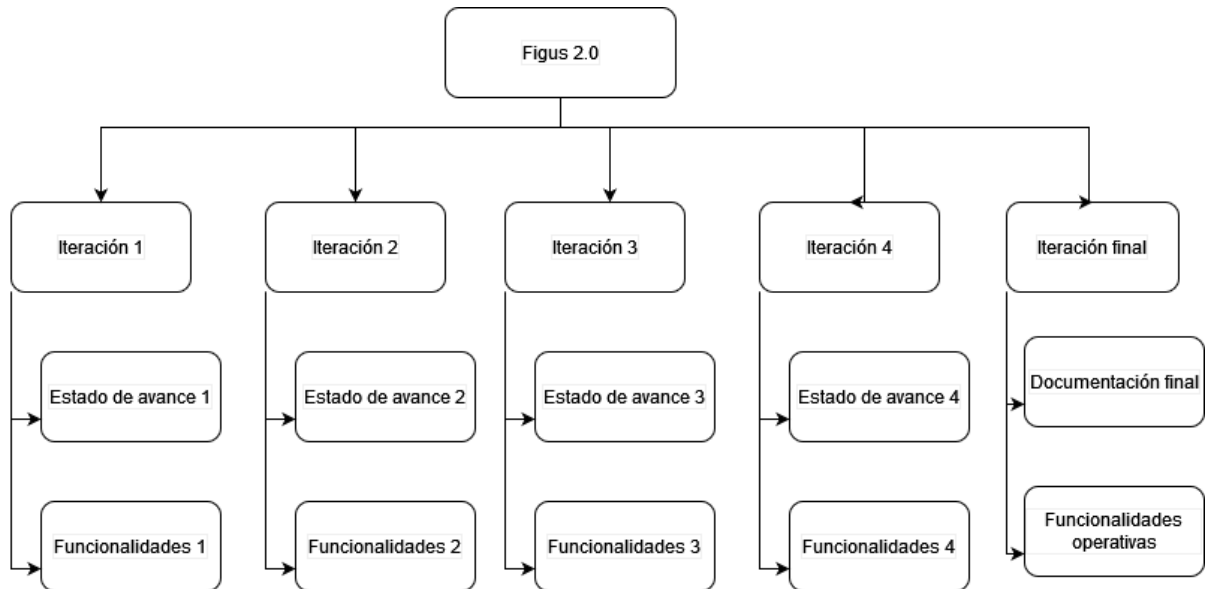 Figus 2.0
Iteración 1
Iteración 2
Iteración 3
Iteración 4
Iteración final
Estado de avance 1
Estado de avance 2
Estado de avance 3
Estado de avance 4
Documentación final
Funcionalidades 1
Funcionalidades 2
Funcionalidades 3
Funcionalidades 4
Funcionalidades
operativas